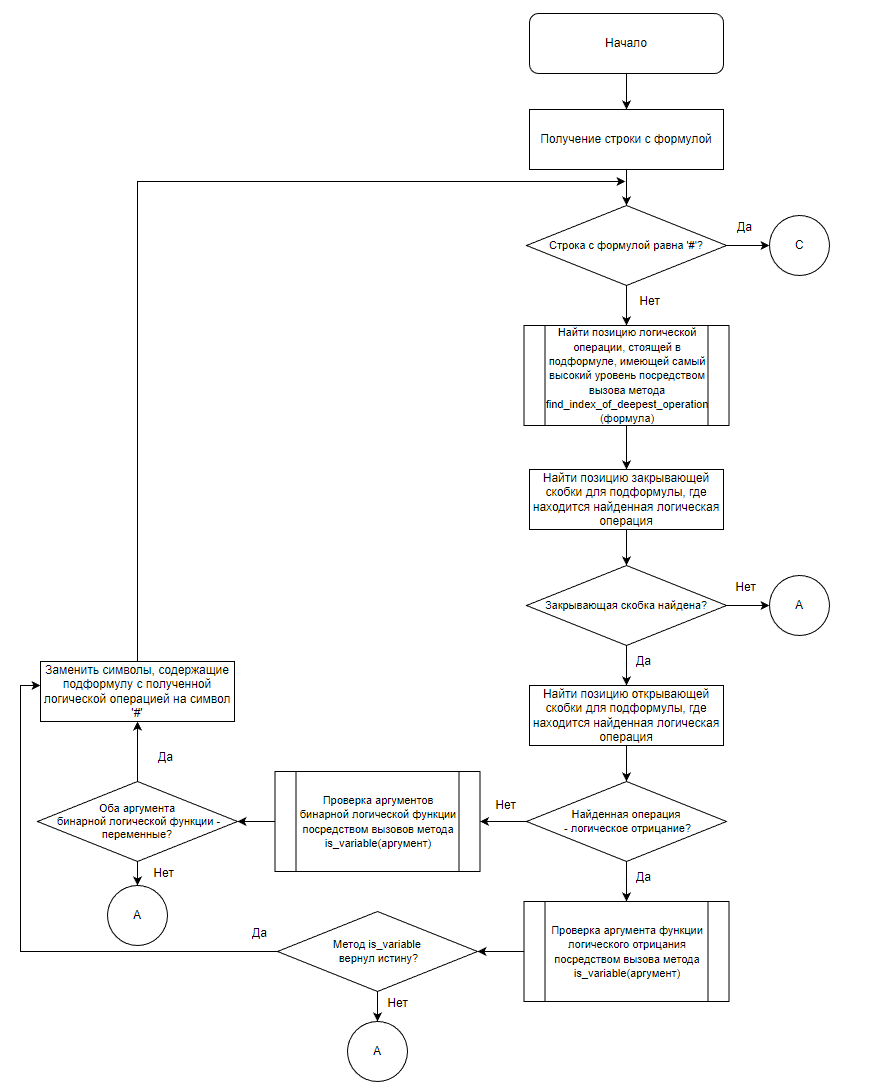 Начало
Получение строки с формулой
Строка с формулой равна '#'?
Да
C
Нет
Найти позицию логической
операции, стоящей в
подформуле, имеющей самый
высокий уровень посредством
вызова метода
find_index_of_deepest_operation
(формула)
Найти позицию закрывающей
скобки для подформулы, где
находится найденная логическая
операция
Закрывающая скобка найдена?
Нет
A
Да
Найти позицию открывающей
скобки для подформулы, где
находится найденная логическая
операция
Найденная операция
- логическое отрицание?
Нет
Проверка аргументов
бинарной логической функции
посредством вызовов метода
is_variable(аргумент)
Оба аргумента
бинарной логической функции -
переменные?
Да
Заменить символы, содержащие
подформулу с полученной
логической операцией на символ
'#'
Нет
A
Да
Проверка аргумента функции
логического отрицания
посредством вызова метода
is_variable(аргумент)
Метод is_variable
вернул истину?
Да
Нет
A